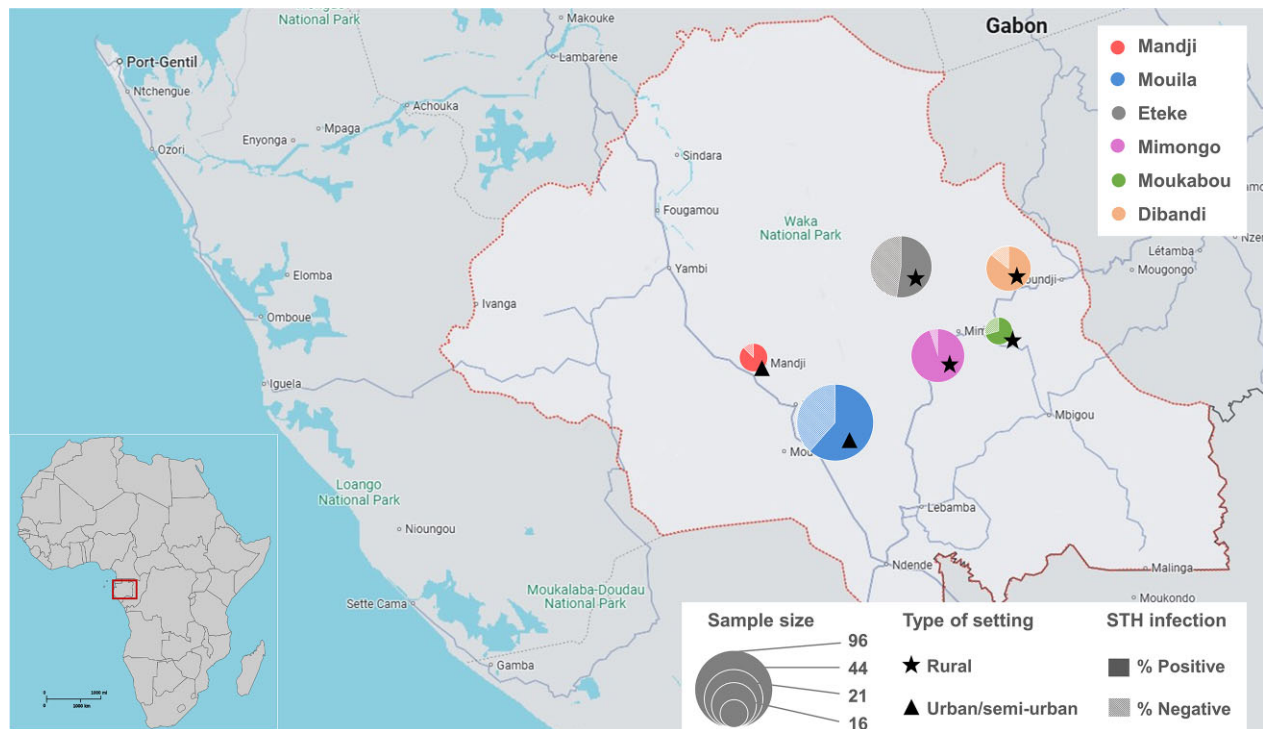 National Park
Makouke
Gabon
Port-Gentil
Lambarene
Ntchengue
Achouka
Mpaga
Enyonga
Ozori
Sindara
Fougamou
Waka
National Park
Yambi
Elomba
Ivanga
Omboue
Iguela
Mandji
Mbigou
Loango
National Park
Nioungou
Lebamba
Ndende
Moukalaba-Doudau
National Park
Sette Cama
Gamba
Malinga
Moukondo
Létamba
Mougongo
Mandji
Mouila
Eteke
Mimongo
Moukabou
Dibandi
Sample size
96
44
21
16
Type of setting
Rural
Urban/semi-urban
STH infection
% Positive
% Negative